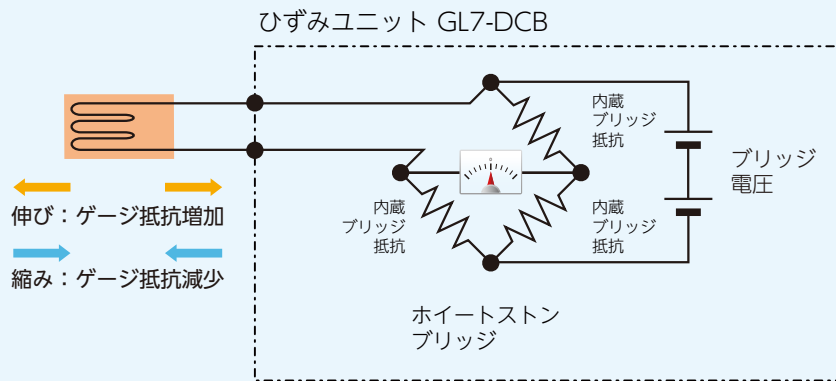 ひずみユニット GL7-DCB
内蔵
ブリッジ
抵抗
ブリッジ
電圧
0
伸び：ゲージ抵抗増加
縮み：ゲージ抵抗減少
内蔵
ブリッジ
抵抗
内蔵
ブリッジ
抵抗
ホイートストン
ブリッジ